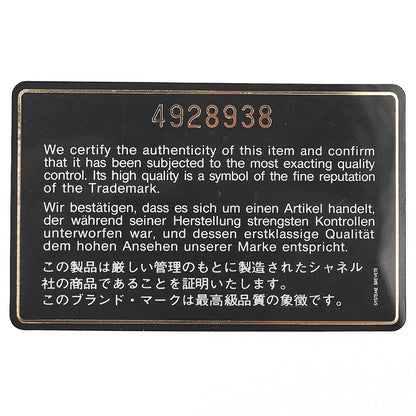 4928938
We certify the authenticity of this item and confirm
that it has been subjected to the most exacting quality
control. Its high quality is a symbol of the fine reputation
of the Trademark.
Wir bestätigen, dass es sich um einen Artikel handelt,
der während seiner Herstellung strengsten Kontrollen
unterworfen war, und dessen erstklassige Qualität
dem hohen Ansehen unserer Marke entspricht.
この製品は厳しい管理のもとに製造されたシャネル
社の商品であることを証明いたします。
このブランド・マークは最高級品質の象徴です。
SYSTEME BREVETE